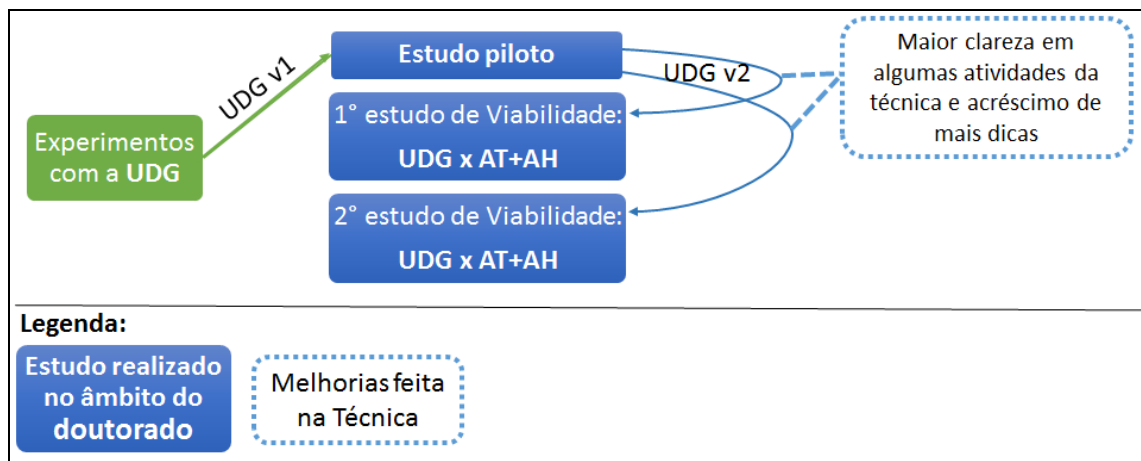 Experimentos
com a UDG
UDG v1
Estudo piloto
UDG v2
1° estudo de Viabilidade:
UDG x AT+AH
2° estudo de Viabilidade:
UDG x AT+AH
Maior clareza em
algumas atividades da
técnica e acréscimo de
mais dicas
Legenda:
Estudo realizado
no âmbito do
doutorado
Melhorias feita
na Técnica